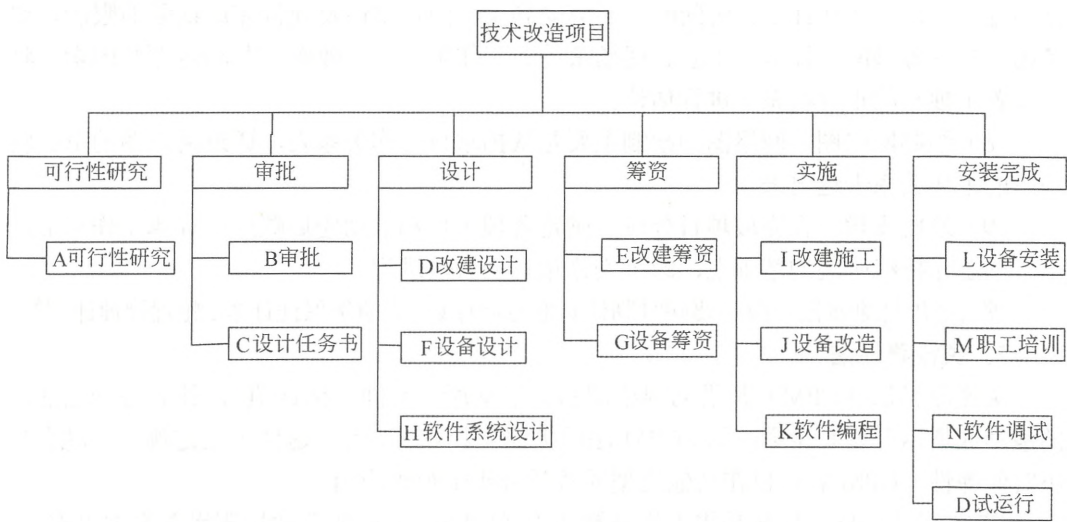 技术改造项目
可行性研究
审批
设计
筹资
实施
安装完成
A可行性研究
B审批
C设计任务书
D改建设计
F设备设计
H软件系统设计
E改建筹资
G设备筹资
I改建施工
J设备改造
K软件编程
L设备安装
M职工培训
N软件调试
D试运行